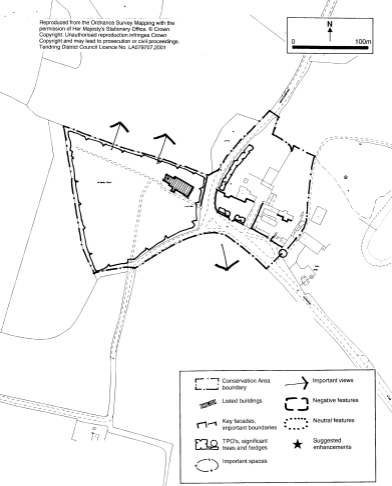 Reproduced from the Ordnance Survey Mapping with the
permission of Her Majesty's Stationery Office. © Crown
Copyright. Unauthorised reproduction infringes Crown
Copyright and may lead to prosecution or civil proceedings.
Tendring District Council Licence No. LA079707,2001
N
0 100m
Conservation Area
boundary
Listed buildings
Key facades,
important boundaries
TPO's, significant
trees and hedges
Important spaces
Important views
Negative features
Neutral features
Suggested
enhancements